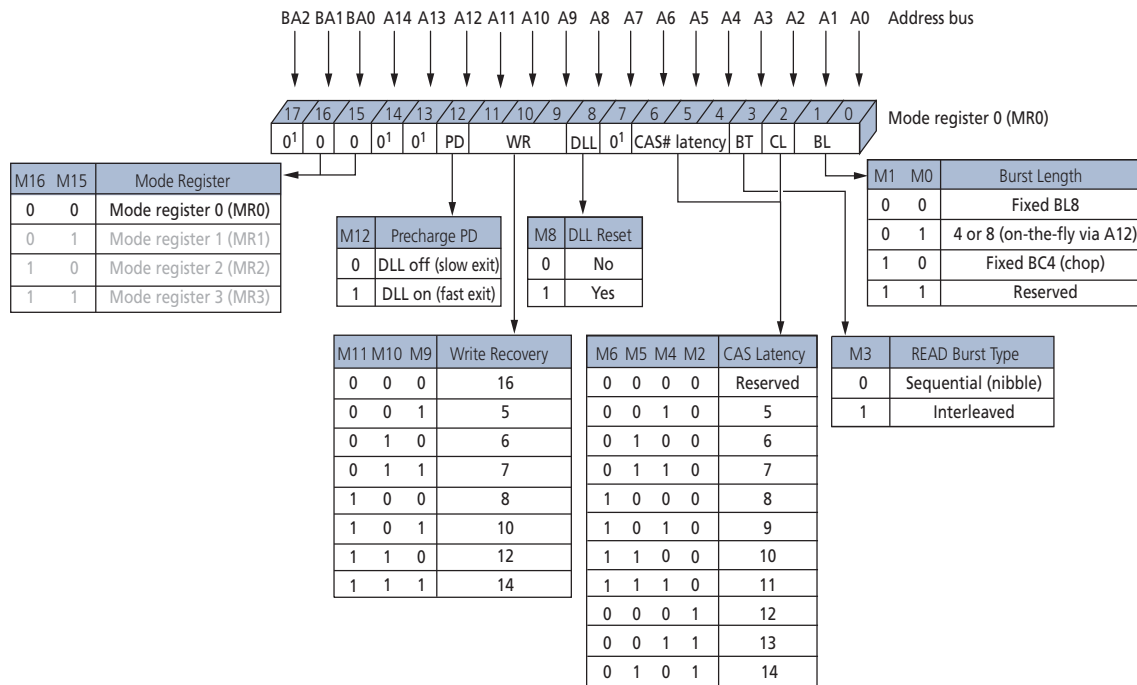 BA2 BA1 BA0 A14 A13 A12 A11 A10 A9 A8 A7 A6 A5 A4 A3 A2 A1 A0 Address bus
17 16 15 14 13 12 11 10 9 8 7 6 5 4 3 2 1 0 Mode register 0 (MR0)
0¹ 0 0 0¹ 0¹ PD WR DLL 0¹ CAS# latency BT CL BL
M16 M15 Mode Register
0 0 Mode register 0 (MR0)
0 1 Mode register 1 (MR1)
1 0 Mode register 2 (MR2)
1 1 Mode register 3 (MR3)
M12 Precharge PD
0 DLL off (slow exit)
1 DLL on (fast exit)
M8 DLL Reset
0 No
1 Yes
M1 M0 Burst Length
0 0 Fixed BL8
0 1 4 or 8 (on-the-fly via A12)
1 0 Fixed BC4 (chop)
1 1 Reserved
M11 M10 M9 Write Recovery
0 0 0 16
0 0 1 5
0 1 0 6
0 1 1 7
1 0 0 8
1 0 1 10
1 1 0 12
1 1 1 14
M6 M5 M4 M2 CAS Latency
0 0 0 0 Reserved
0 0 1 0 5
0 1 0 0 6
0 1 1 0 7
1 0 0 0 8
1 0 1 0 9
1 1 0 0 10
1 1 1 0 11
0 0 0 1 12
0 0 1 1 13
0 1 0 1 14
M3 READ Burst Type
0 Sequential (nibble)
1 Interleaved